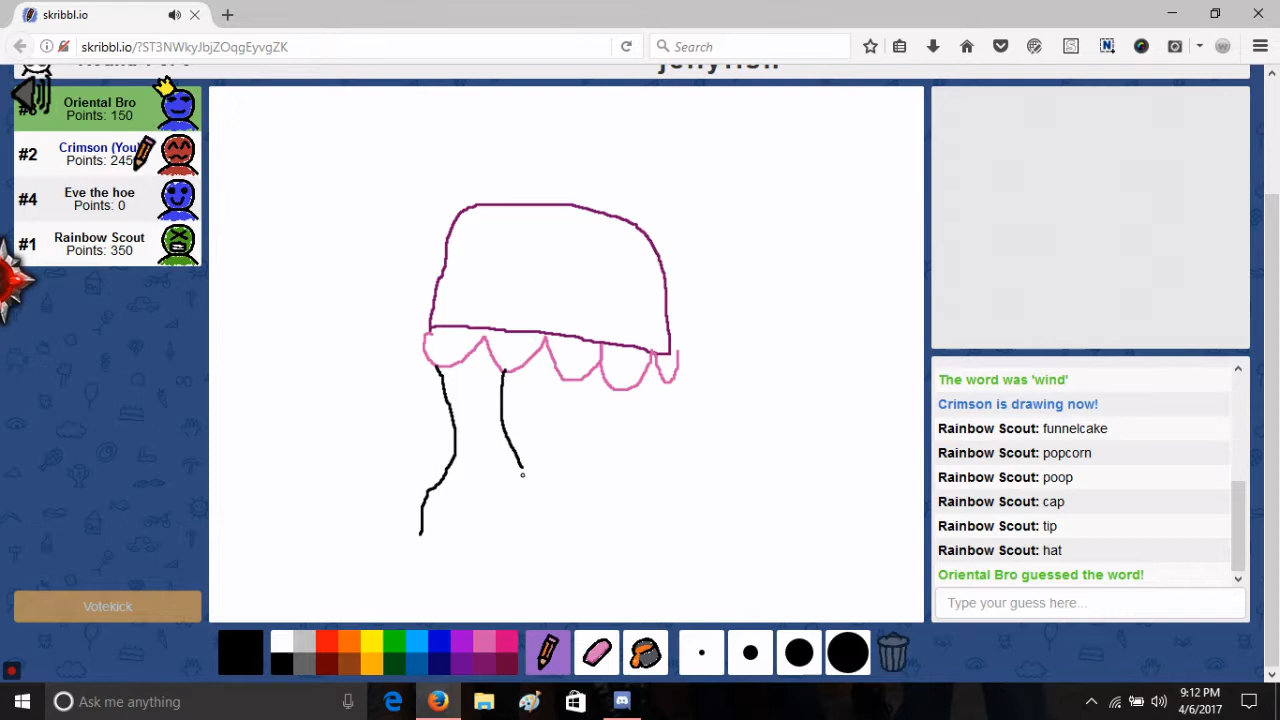 skribbl.io
skribbl.io/?ST3NWkyJbjZOqgEyvgZK
Search
jellyfish
#3
Oriental Bro
Points: 150
#2
Crimson (You)
Points: 245
#4
Eve the hoe
Points: 0
#1
Rainbow Scout
Points: 350
Votekick
The word was 'wind'
Crimson is drawing now!
Rainbow Scout: funnelcake
Rainbow Scout: popcorn
Rainbow Scout: poop
Rainbow Scout: cap
Rainbow Scout: tip
Rainbow Scout: hat
Oriental Bro guessed the word!
Type your guess here...
Ask me anything
9:12 PM
4/6/2017